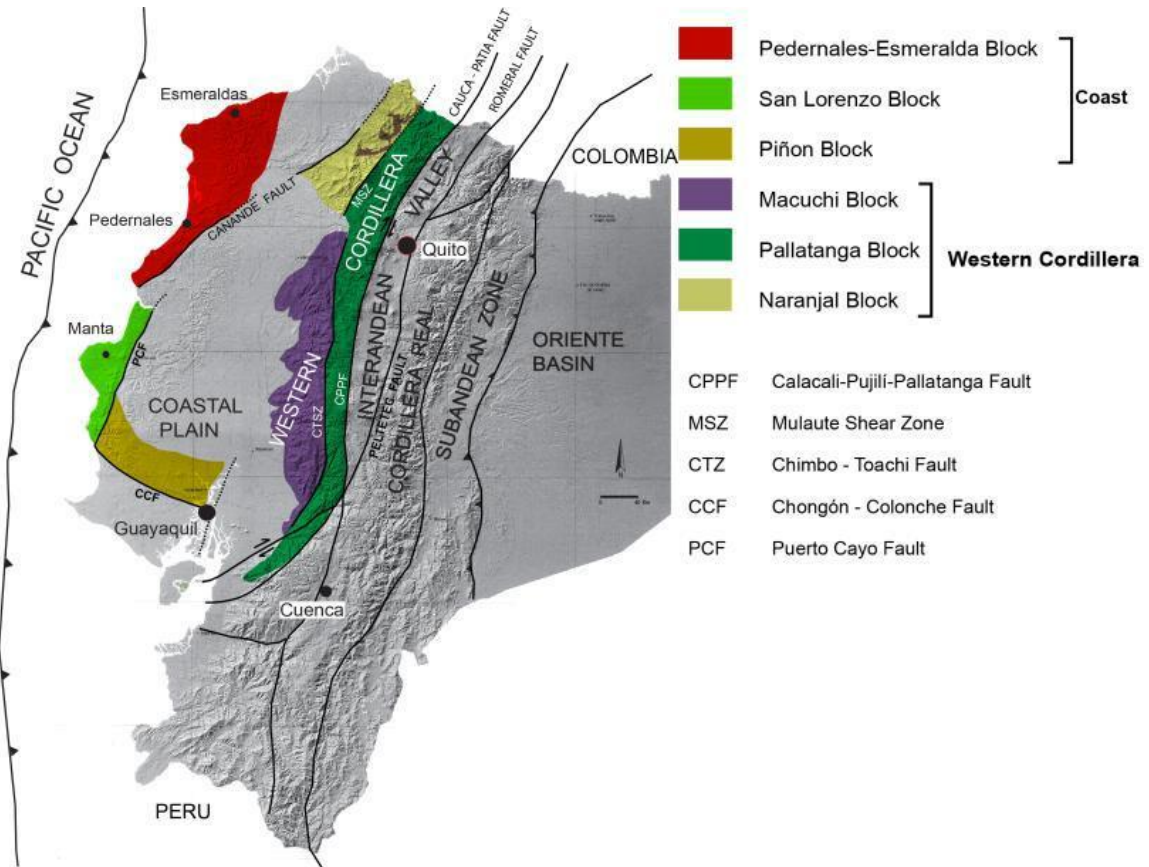 Pedernales-Esmeralda Block
San Lorenzo Block
Piñon Block
Coast
Macuchi Block
Pallatanga Block
Naranjal Block
Western Cordillera
CPPF Calacali-Pujilí-Pallatanga Fault
MSZ Mulaute Shear Zone
CTZ Chimbo - Toachi Fault
CCF Chongón - Colonche Fault
PCF Puerto Cayo Fault
PACIFIC OCEAN
Esmeraldas
Pedernales
CANANDE FAULT
CAUCA - PATIA FAULT
ROMERAL FAULT
COLOMBIA
MSZ
CORDILLERA
VALLEY
Quito
Manta
PCF
COASTAL
PLAIN
WESTERN
CTSZ
CPPF
INTERANDEAN
PELTETEG. FAULT
CORDILLERA REAL
SUBANDEAN ZONE
ORIENTE
BASIN
CCF
Guayaquil
Cuenca
PERU